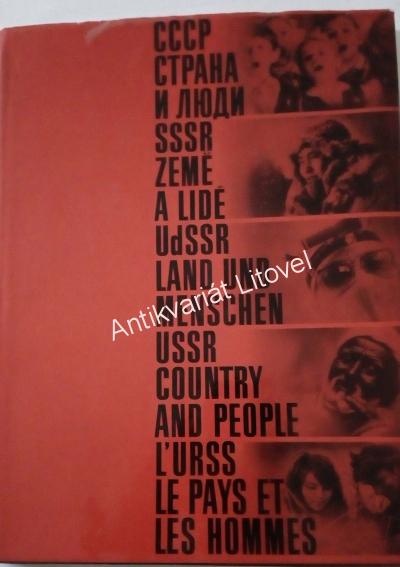 СССР
СТРАНА
И ЛЮДИ
SSSR
ZEMĚ
A LIDÉ
UdSSR
LAND UND
MENSCHEN
USSR
COUNTRY
AND PEOPLE
L'URSS
LE PAYS ET
LES HOMMES
Antikvariát Litovel